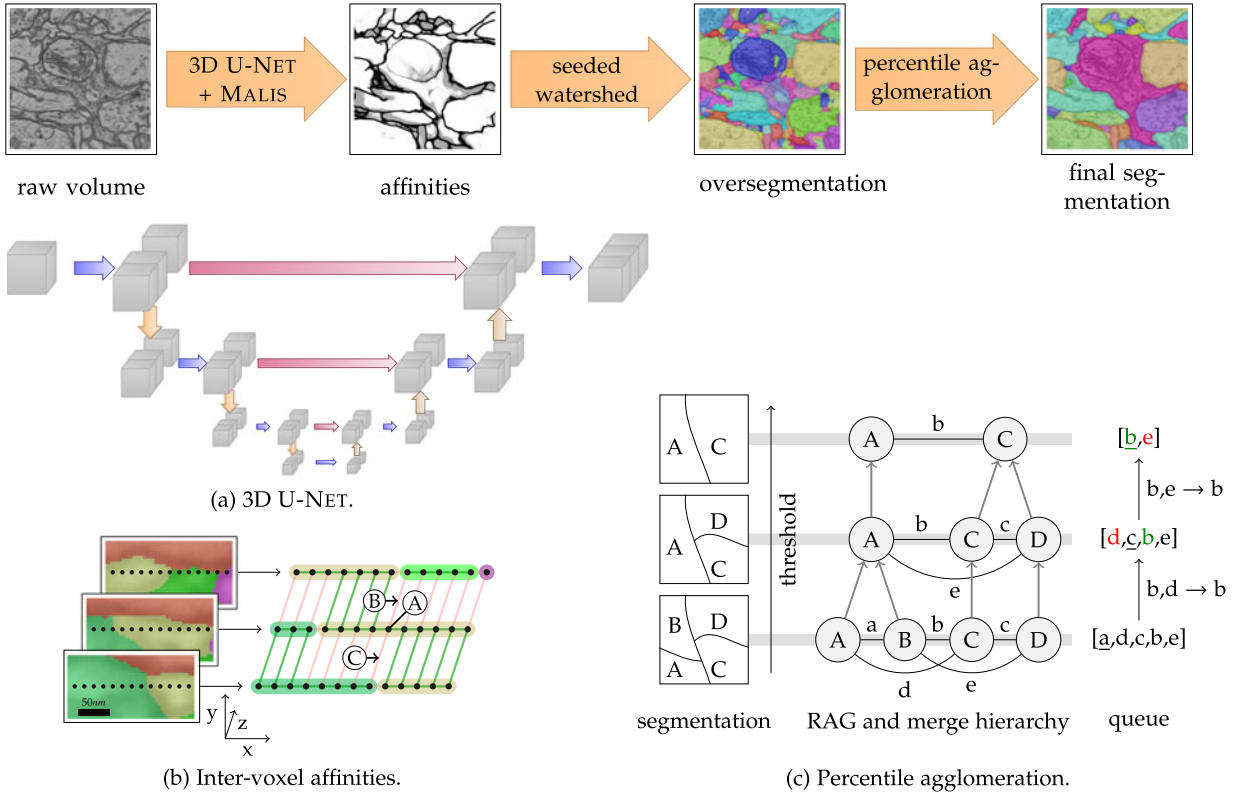 3D U-NET
+ MALIS
seeded
watershed
percentile ag-
glomeration
raw volume
affinities
oversegmentation
final seg-
mentation
(a) 3D U-NET.
50nm
y
z
x
B
A
C
(b) Inter-voxel affinities.
A
C
A
D
C
B
D
A
C
threshold
A
b
C
A
b
C
c
D
e
A
a
B
b
C
c
D
d
e
[b,e]
b,e → b
[d,c,b,e]
b,d → b
[a,d,c,b,e]
segmentation
RAG and merge hierarchy
queue
(c) Percentile agglomeration.